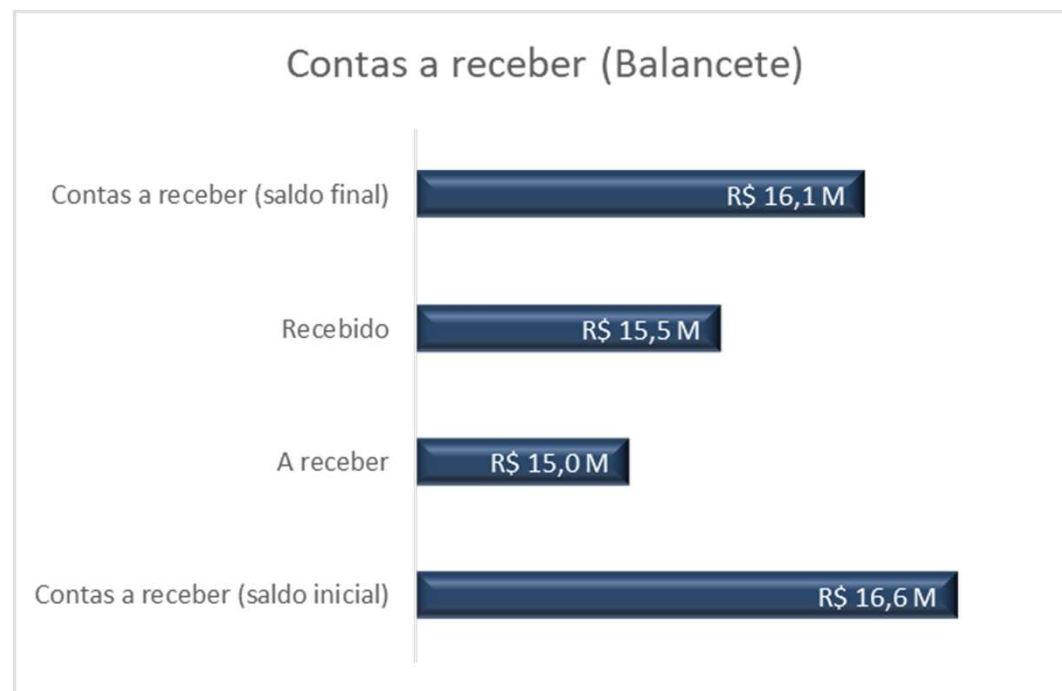 Contas a receber (Balancete)
Contas a receber (saldo final)
R$ 16,1 M
Recebido
R$ 15,5 M
A receber
R$ 15,0 M
Contas a receber (saldo inicial)
R$ 16,6 M